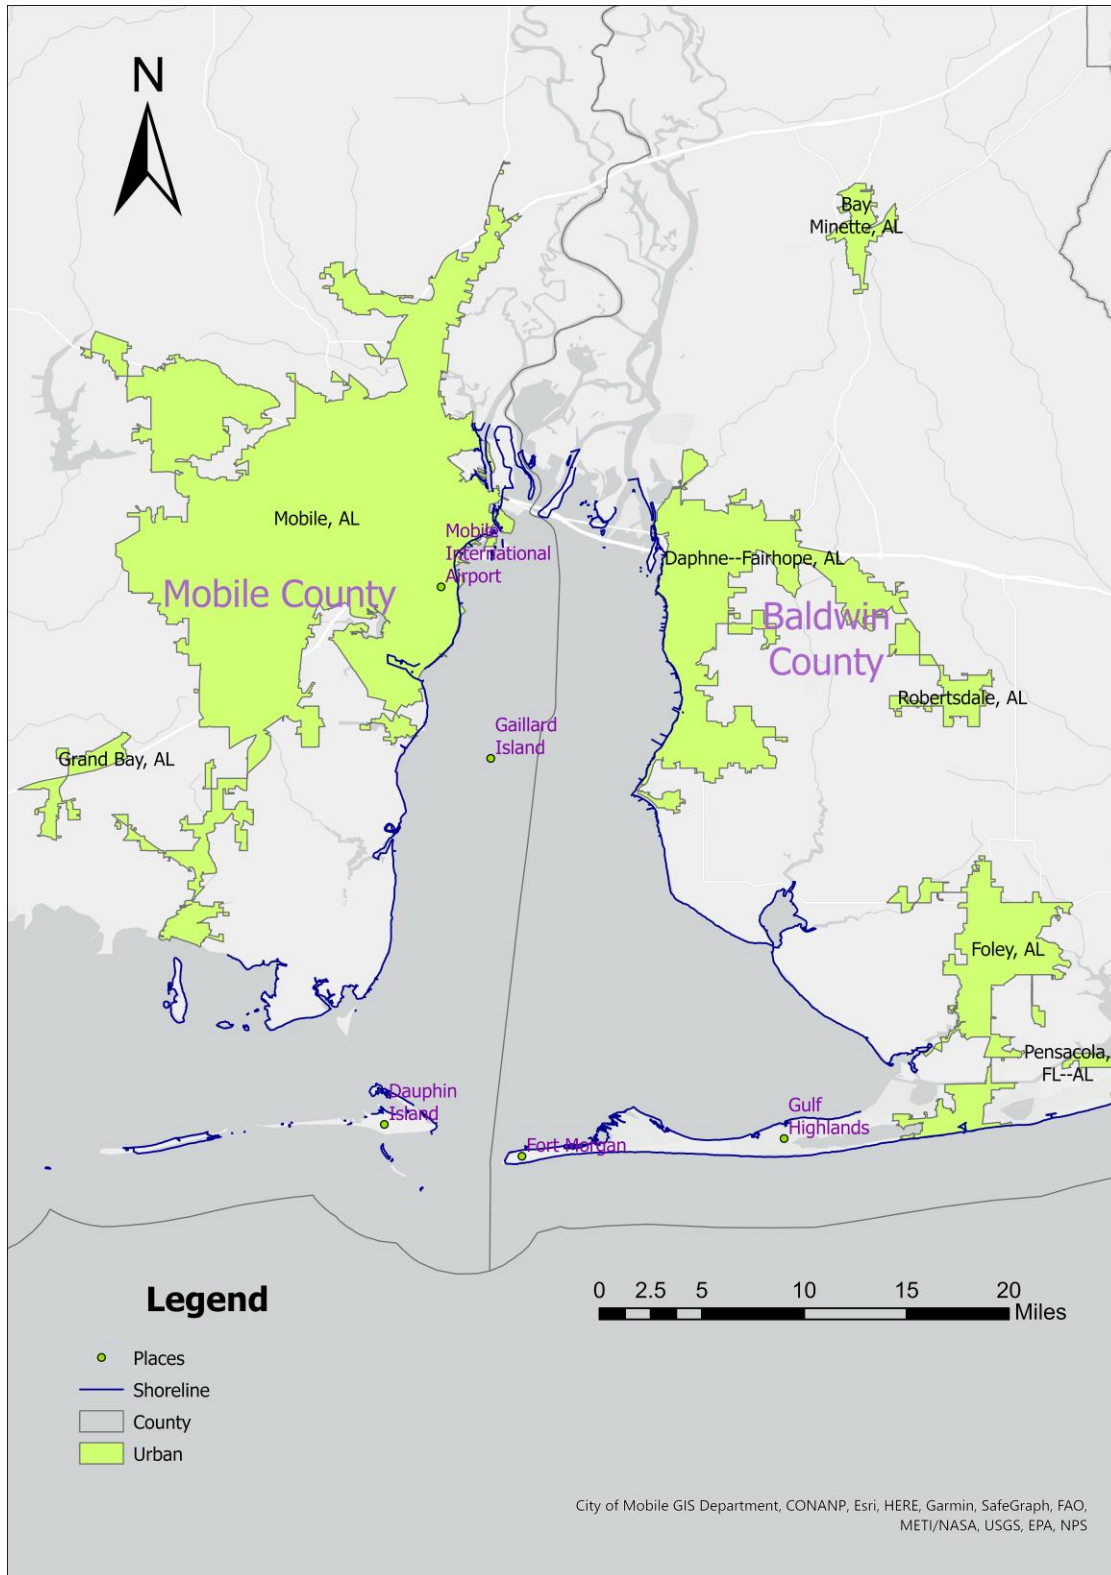 N
Bay
Minette, AL
Mobile, AL
Mobile
International
Airport
Daphne--Fairhope, AL
Mobile County
Baldwin
County
Robertsdale, AL
Gaillard
Island
Grand Bay, AL
Foley, AL
Pensacola,
FL--AL
Dauphin
Island
Gulf
Highlands
Fort Morgan
Legend
0 2.5 5 10 15 20
Miles
Places
Shoreline
County
Urban
City of Mobile GIS Department, CONANP, Esri, HERE, Garmin, SafeGraph, FAO,
METI/NASA, USGS, EPA, NPS